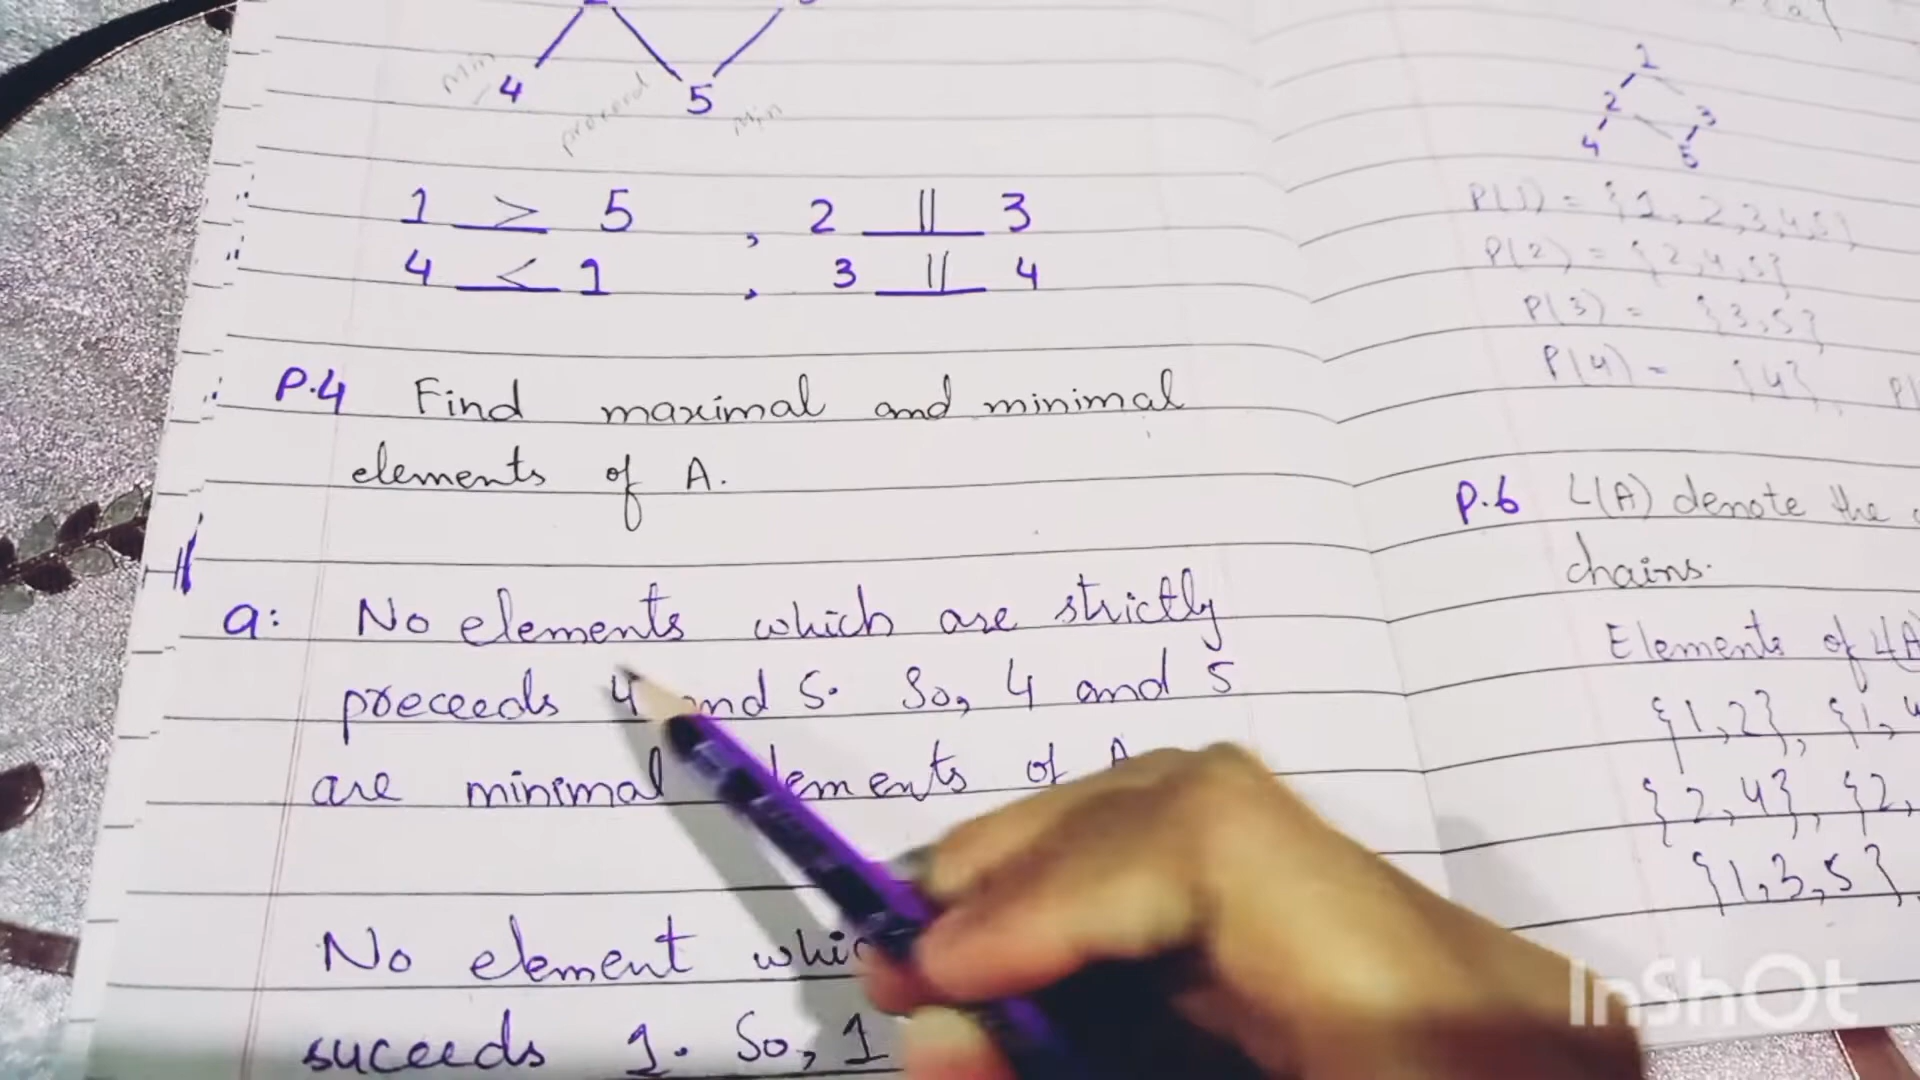 Min
4
proceed
5
Min
1 > 5 , 2 || 3
4 < 1 , 3 || 4
P.4 Find maximal and minimal
elements of A.
a: No elements which are strictly
proceeds 4 and 5. So, 4 and 5
are minimal elements of A
No element
suceeds 1. So, 1
1
2 3
4 5
P(1) = {1, 2, 3, 4, 5}
P(2) = {2, 4, 5}
P(3) = {3, 5}
P(4) = {4},
P.6 L(A) denote the
chains.
Elements of
{1, 2}, {1, 4
{2, 4}, {2,
{1, 3, 5}
InShOt